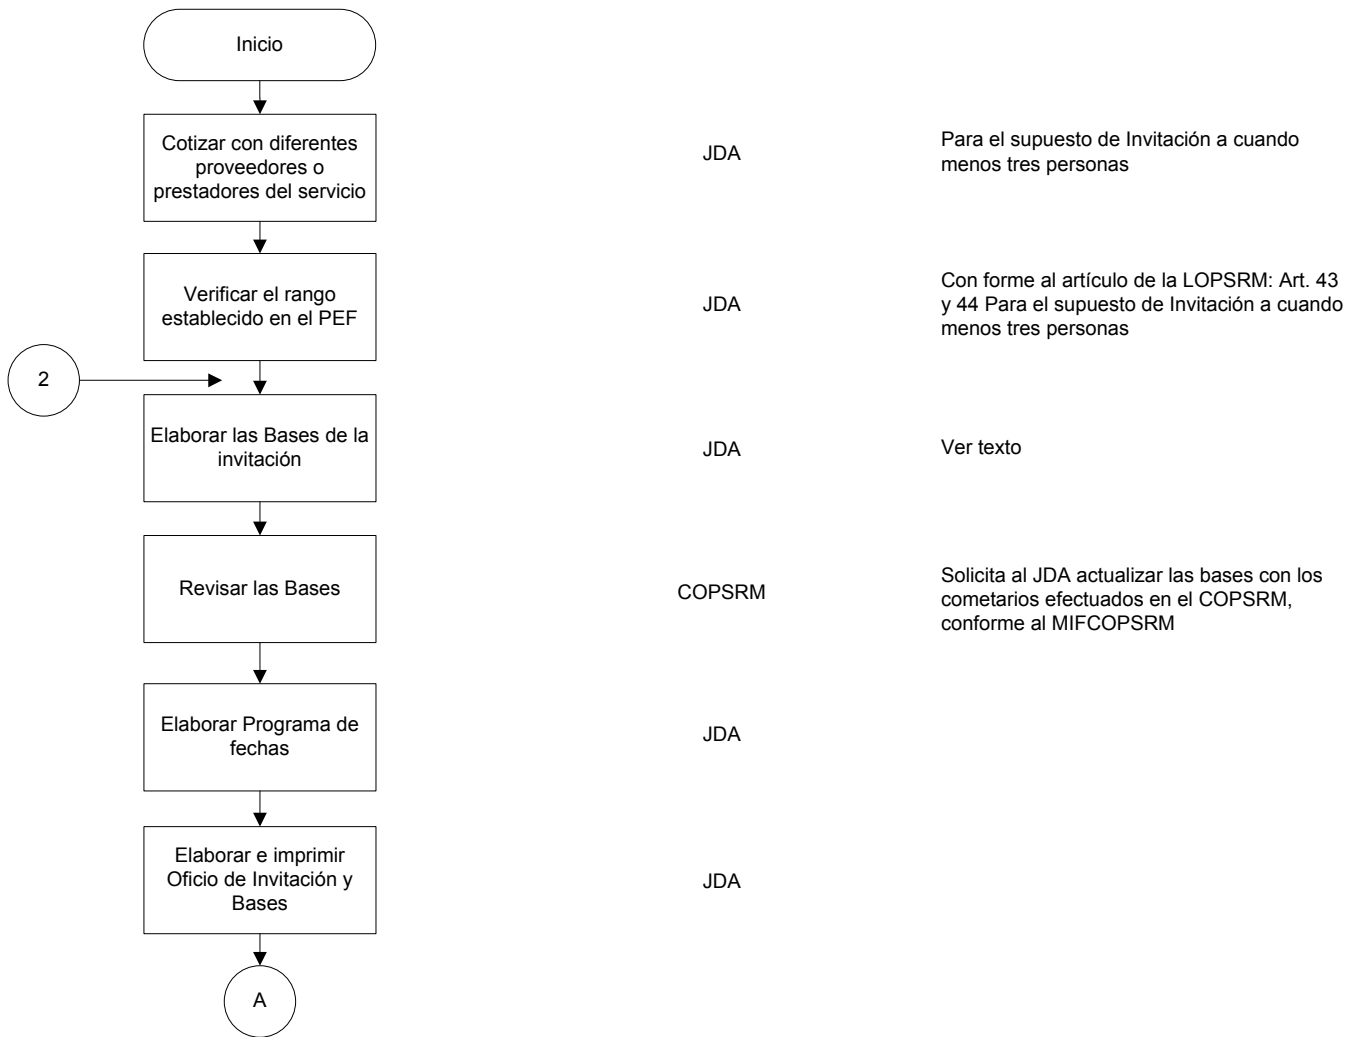 Inicio
Cotizar con diferentes
proveedores o
prestadores del servicio
JDA
Para el supuesto de Invitación a cuando
menos tres personas
Verificar el rango
establecido en el PEF
JDA
Con forme al artículo de la LOPSRM: Art. 43
y 44 Para el supuesto de Invitación a cuando
menos tres personas
2
Elaborar las Bases de la
invitación
JDA
Ver texto
Revisar las Bases
COPSRM
Solicita al JDA actualizar las bases con los
cometarios efectuados en el COPSRM,
conforme al MIFCOPSRM
Elaborar Programa de
fechas
JDA
Elaborar e imprimir
Oficio de Invitación y
Bases
JDA
A